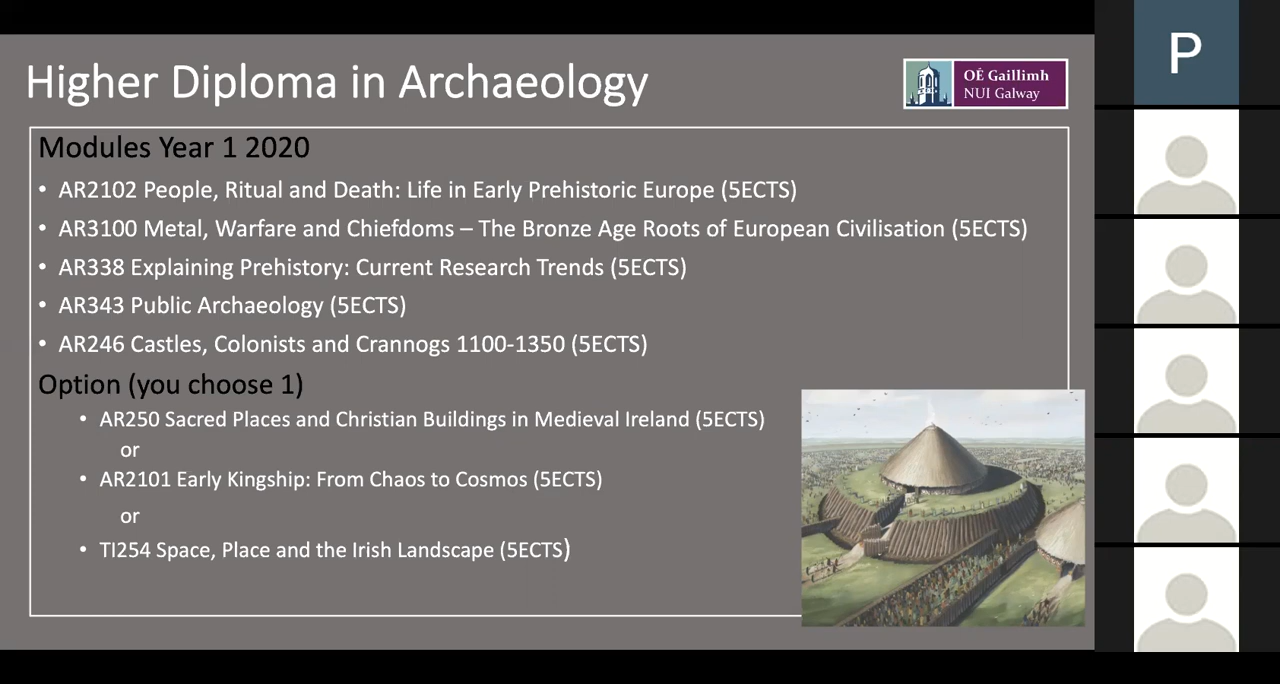 Higher Diploma in Archaeology
OÉ Gaillimh
NUI Galway
P
Modules Year 1 2020
• AR2102 People, Ritual and Death: Life in Early Prehistoric Europe (5ECTS)
• AR3100 Metal, Warfare and Chiefdoms – The Bronze Age Roots of European Civilisation (5ECTS)
• AR338 Explaining Prehistory: Current Research Trends (5ECTS)
• AR343 Public Archaeology (5ECTS)
• AR246 Castles, Colonists and Crannogs 1100-1350 (5ECTS)
Option (you choose 1)
• AR250 Sacred Places and Christian Buildings in Medieval Ireland (5ECTS)
or
• AR2101 Early Kingship: From Chaos to Cosmos (5ECTS)
or
• TI254 Space, Place and the Irish Landscape (5ECTS)